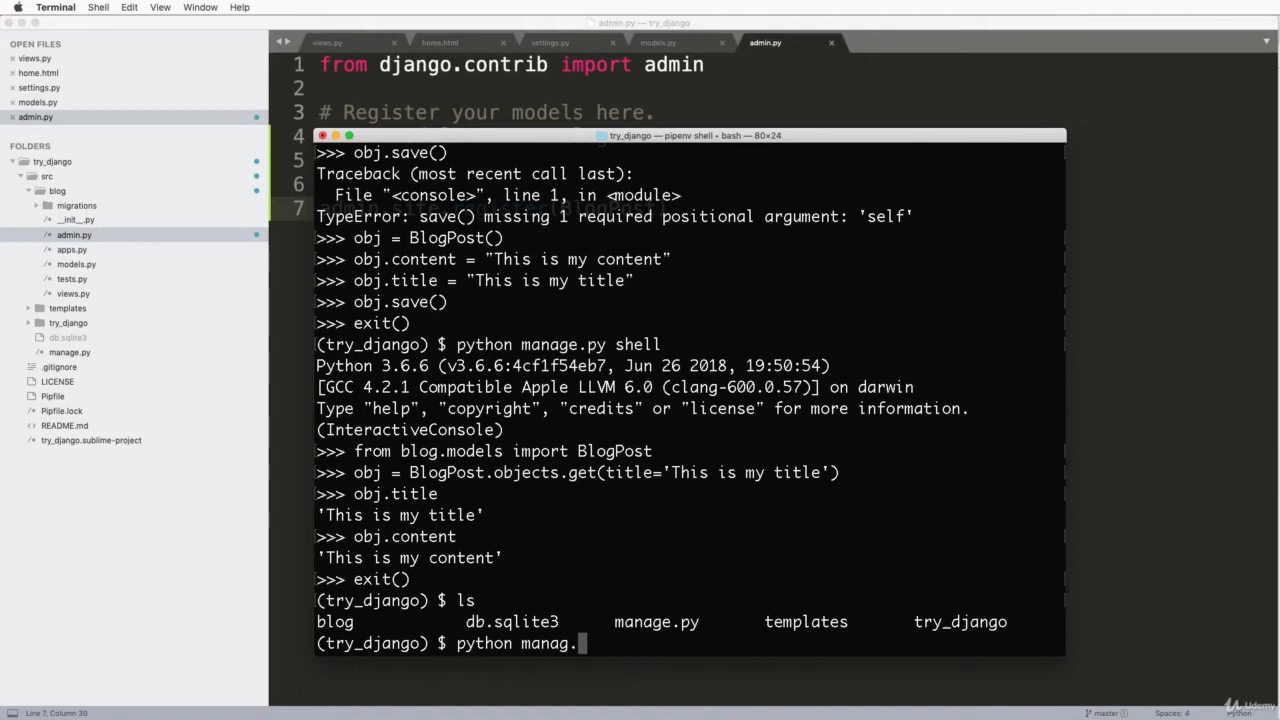 Terminal Shell Edit View Window Help
admin.py — try_django
OPEN FILES
views.py
home.html
settings.py
models.py
admin.py
FOLDERS
try_django
src
blog
migrations
__init__.py
admin.py
apps.py
models.py
tests.py
views.py
templates
try_django
db.sqlite3
manage.py
.gitignore
LICENSE
Pipfile
Pipfile.lock
README.md
try_django.sublime-project
views.py home.html settings.py models.py admin.py
1 from django.contrib import admin
2
3 # Register your models here.
4
5
6
7 admin.site.register(BlogPost)
try_django — pipenv shell • bash — 80×24
>>> obj.save()
Traceback (most recent call last):
File "<console>", line 1, in <module>
TypeError: save() missing 1 required positional argument: 'self'
>>> obj = BlogPost()
>>> obj.content = "This is my content"
>>> obj.title = "This is my title"
>>> obj.save()
>>> exit()
(try_django) $ python manage.py shell
Python 3.6.6 (v3.6.6:4cf1f54eb7, Jun 26 2018, 19:50:54)
[GCC 4.2.1 Compatible Apple LLVM 6.0 (clang-600.0.57)] on darwin
Type "help", "copyright", "credits" or "license" for more information.
(InteractiveConsole)
>>> from blog.models import BlogPost
>>> obj = BlogPost.objects.get(title='This is my title')
>>> obj.title
'This is my title'
>>> obj.content
'This is my content'
>>> exit()
(try_django) $ ls
blog db.sqlite3 manage.py templates try_django
(try_django) $ python manag.
Line 7, Column 30
master 1 Spaces: 4 Python
Udemy